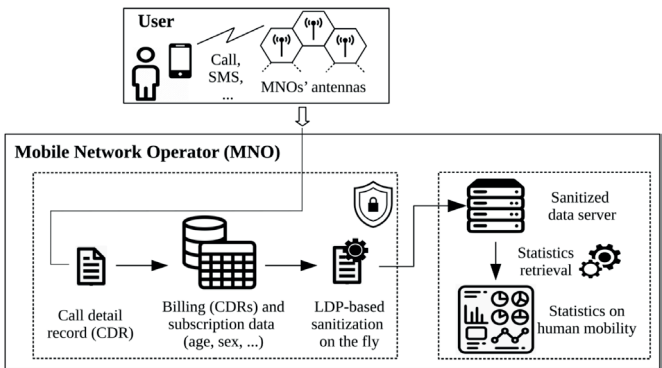 User
Call,
SMS,
...
MNOs' antennas
Mobile Network Operator (MNO)
Call detail
record (CDR)
Billing (CDRs) and
subscription data
(age, sex, ...)
LDP-based
sanitization
on the fly
Sanitized
data server
Statistics
retrieval
Statistics on
human mobility